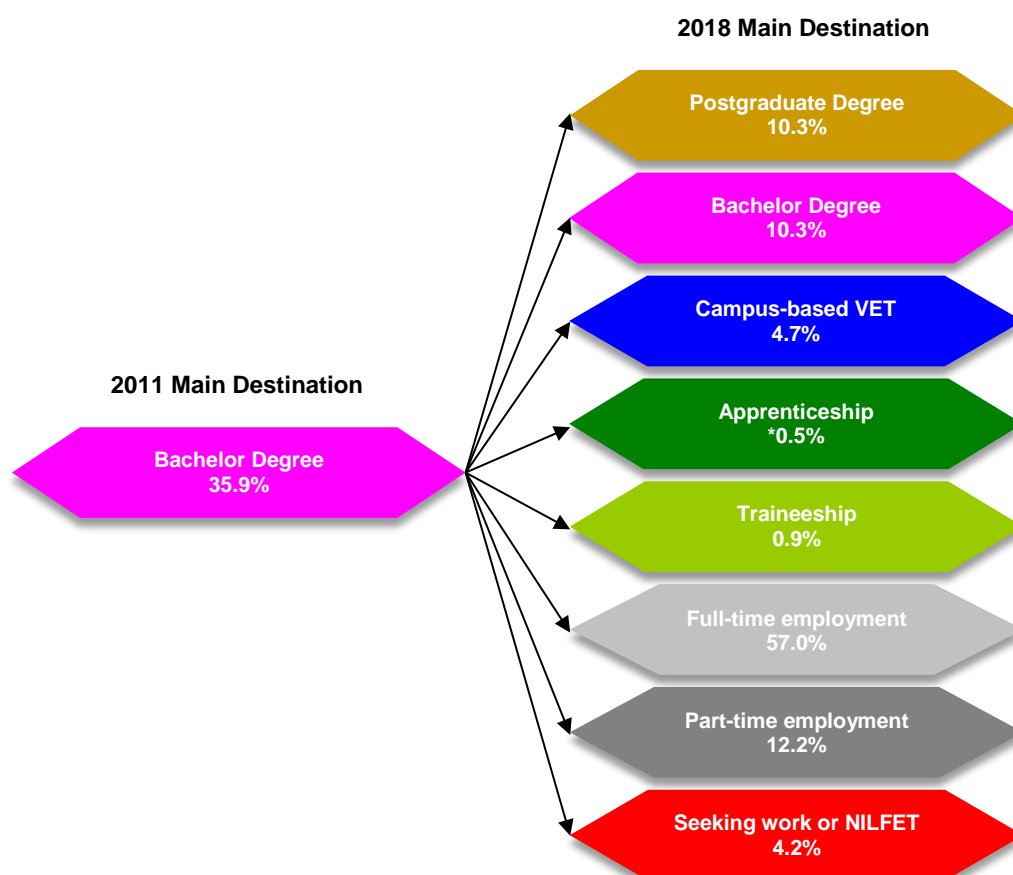 2018 Main Destination
Postgraduate Degree
10.3%
Bachelor Degree
10.3%
Campus-based VET
4.7%
2011 Main Destination
Bachelor Degree
35.9%
Apprenticeship
*0.5%
Traineeship
0.9%
Full-time employment
57.0%
Part-time employment
12.2%
Seeking work or NILFET
4.2%